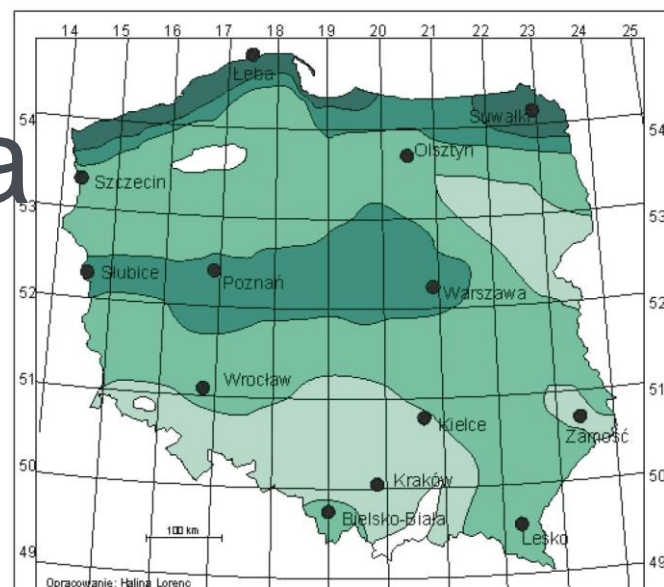 14 15 16 17 18 19 20 21 22 23 24 25
Łeba
54
Suwałki
54
a
Olsztyn
Szczecin
53
53
Słubice
Poznań
Warszawa
52
52
Wrocław
51
51
Kielce
Zamość
50
Kraków
50
Bielsko-Biała
Lesko
100 km
49
49
Opracowanie: Halina Lorenc